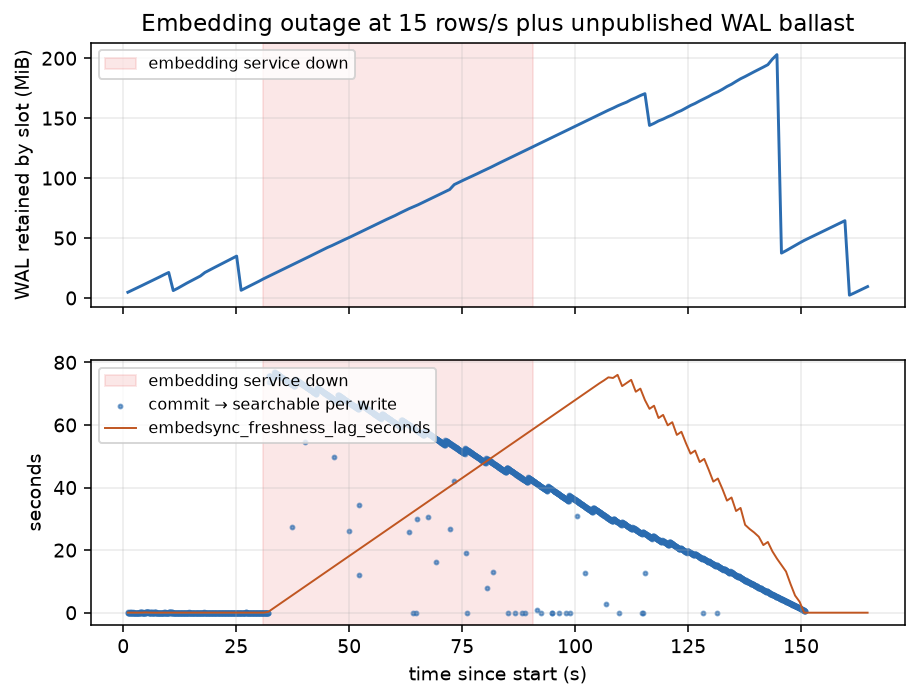 Embedding outage at 15 rows/s plus unpublished WAL ballast
WAL retained by slot (MiB)
200
150
100
50
0
embedding service down
seconds
80
60
40
20
0
embedding service down
commit → searchable per write
embedsync_freshness_lag_seconds
0 25 50 75 100 125 150
time since start (s)